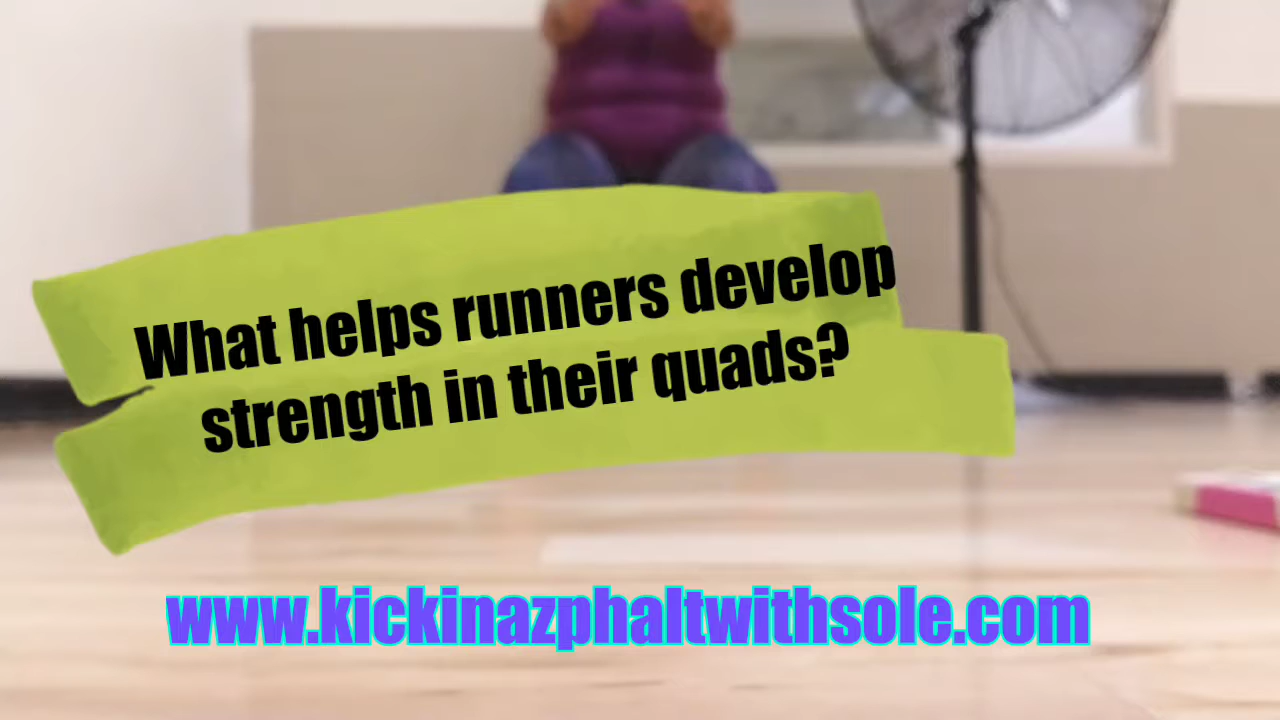 What helps runners develop
strength in their quads?
www.kickinazphaltwithsole.com